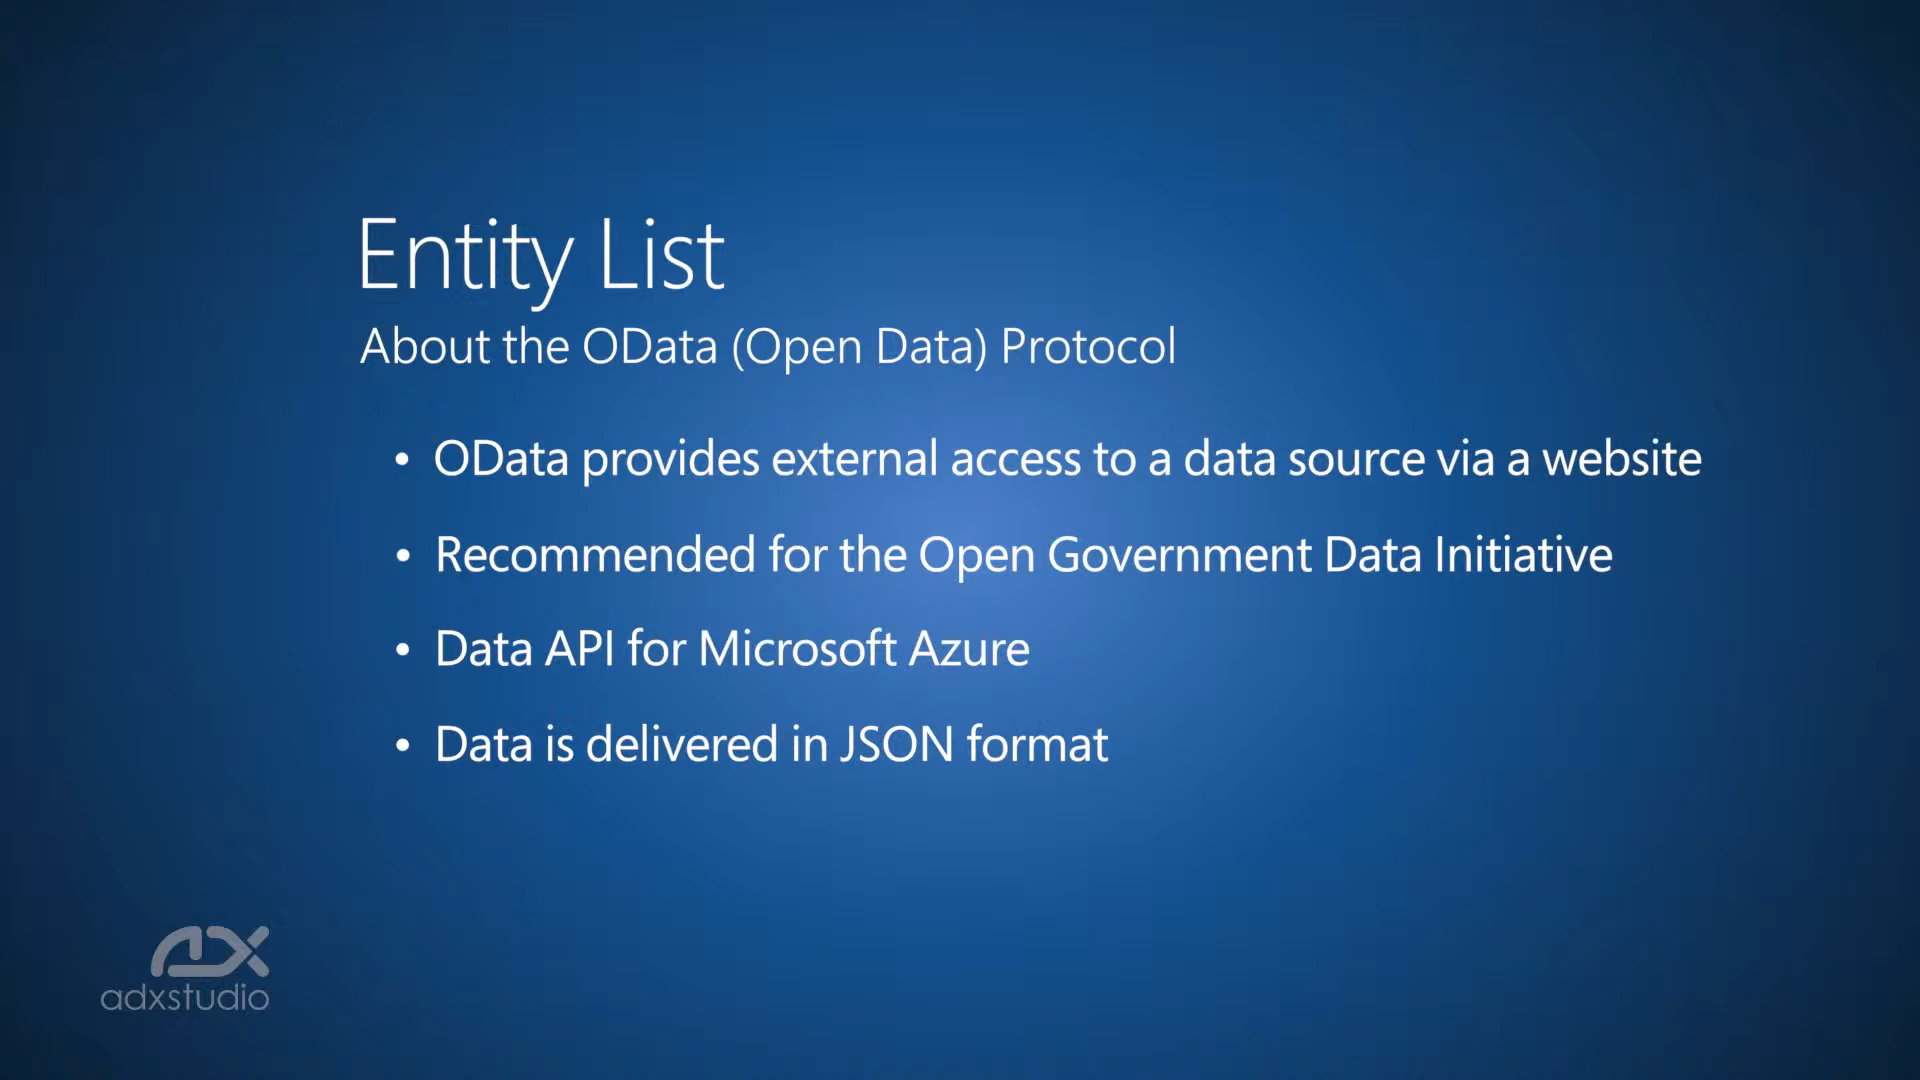 Entity List
About the OData (Open Data) Protocol
• OData provides external access to a data source via a website
• Recommended for the Open Government Data Initiative
• Data API for Microsoft Azure
• Data is delivered in JSON format
adxstudio